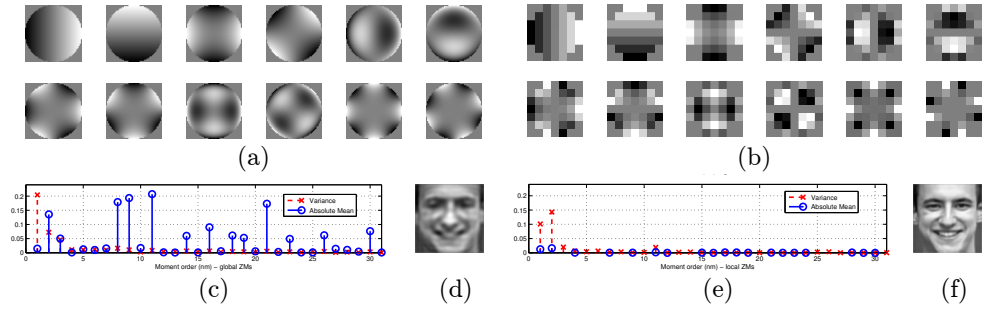 (a)
(b)
0.2
0.15
0.1
0.05
0
0 5 10 15 20 25 30
Variance
Absolute Mean
Moment order (nm) – global ZMs
0.2
0.15
0.1
0.05
0
0 5 10 15 20 25 30
Variance
Absolute Mean
Moment order (nm) – local ZMs
(c)
(d)
(e)
(f)